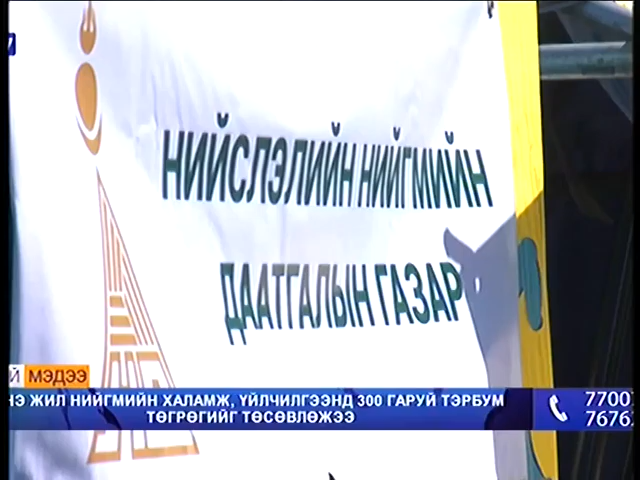 НИЙСЛЭЛИЙН НИЙГМИЙН
ДААТГАЛЫН ГАЗАР
МЭДЭЭ
ЖИЛ НИЙГМИЙН ХАЛАМЖ, ҮЙЛЧИЛГЭЭНД 300 ГАРУЙ ТЭРБУМ
ТӨГРӨГИЙГ ТӨСӨВЛӨЖЭЭ
7700
7676